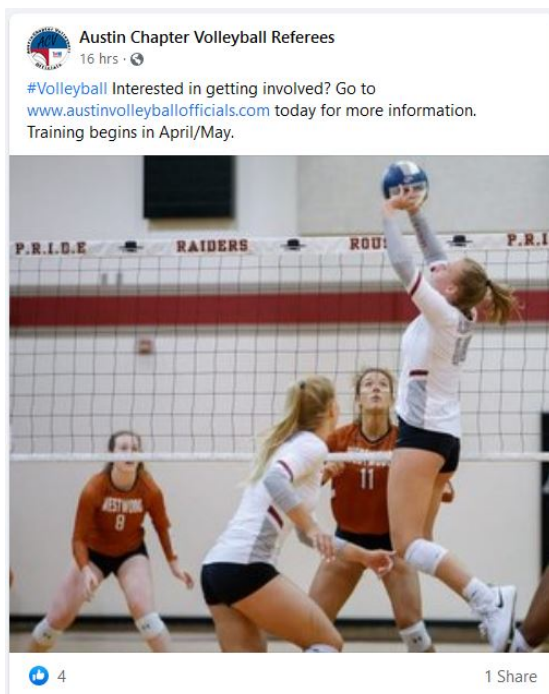 Austin Chapter Volleyball Referees
16 hrs ·
#Volleyball Interested in getting involved? Go to
www.austinvolleyballofficials.com today for more information.
Training begins in April/May.
P.R.I.D.E RAIDERS ROUS P.R.I
WESTWOOD
11
8
4
1 Share